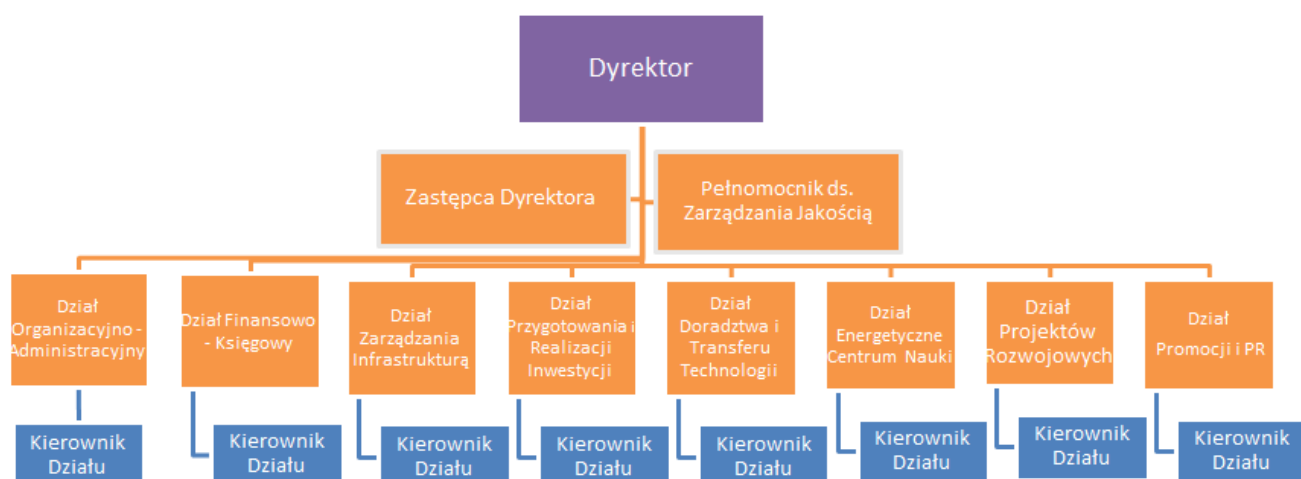 Dyrektor
Zastępca Dyrektora
Pełnomocnik ds.
Zarządzania Jakością
Dział
Organizacyjno -
Administracyjny
Dział Finansowo
- Księgowy
Dział
Zarządzania
Infrastrukturą
Dział
Przygotowania i
Realizacji
Inwestycji
Dział
Doradztwa i
Transferu
Technologii
Dział
Energetyczne
Centrum Nauki
Dział
Projektów
Rozwojowych
Dział
Promocji i PR
Kierownik
Działu
Kierownik
Działu
Kierownik
Działu
Kierownik
Działu
Kierownik
Działu
Kierownik
Działu
Kierownik
Działu
Kierownik
Działu